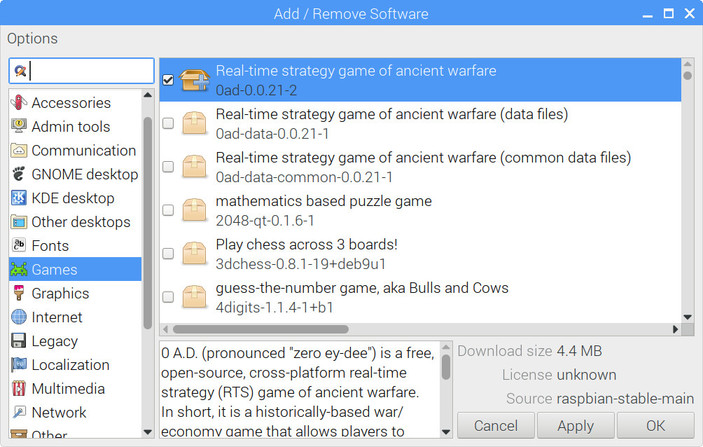 Add / Remove Software
Options
Accessories
Admin tools
Communication
GNOME desktop
KDE desktop
Other desktops
Fonts
Games
Graphics
Internet
Legacy
Localization
Multimedia
Network
Other
Real-time strategy game of ancient warfare
0ad-0.0.21-2
Real-time strategy game of ancient warfare (data files)
0ad-data-0.0.21-1
Real-time strategy game of ancient warfare (common data files)
0ad-data-common-0.0.21-1
mathematics based puzzle game
2048-qt-0.1.6-1
Play chess across 3 boards!
3dchess-0.8.1-19+deb9u1
guess-the-number game, aka Bulls and Cows
4digits-1.1.4-1+b1
0 A.D. (pronounced "zero ey-dee") is a free,
open-source, cross-platform real-time
strategy (RTS) game of ancient warfare.
In short, it is a historically-based war/
economy game that allows players to
Download size 4.4 MB
License unknown
Source raspbian-stable-main
Cancel Apply OK